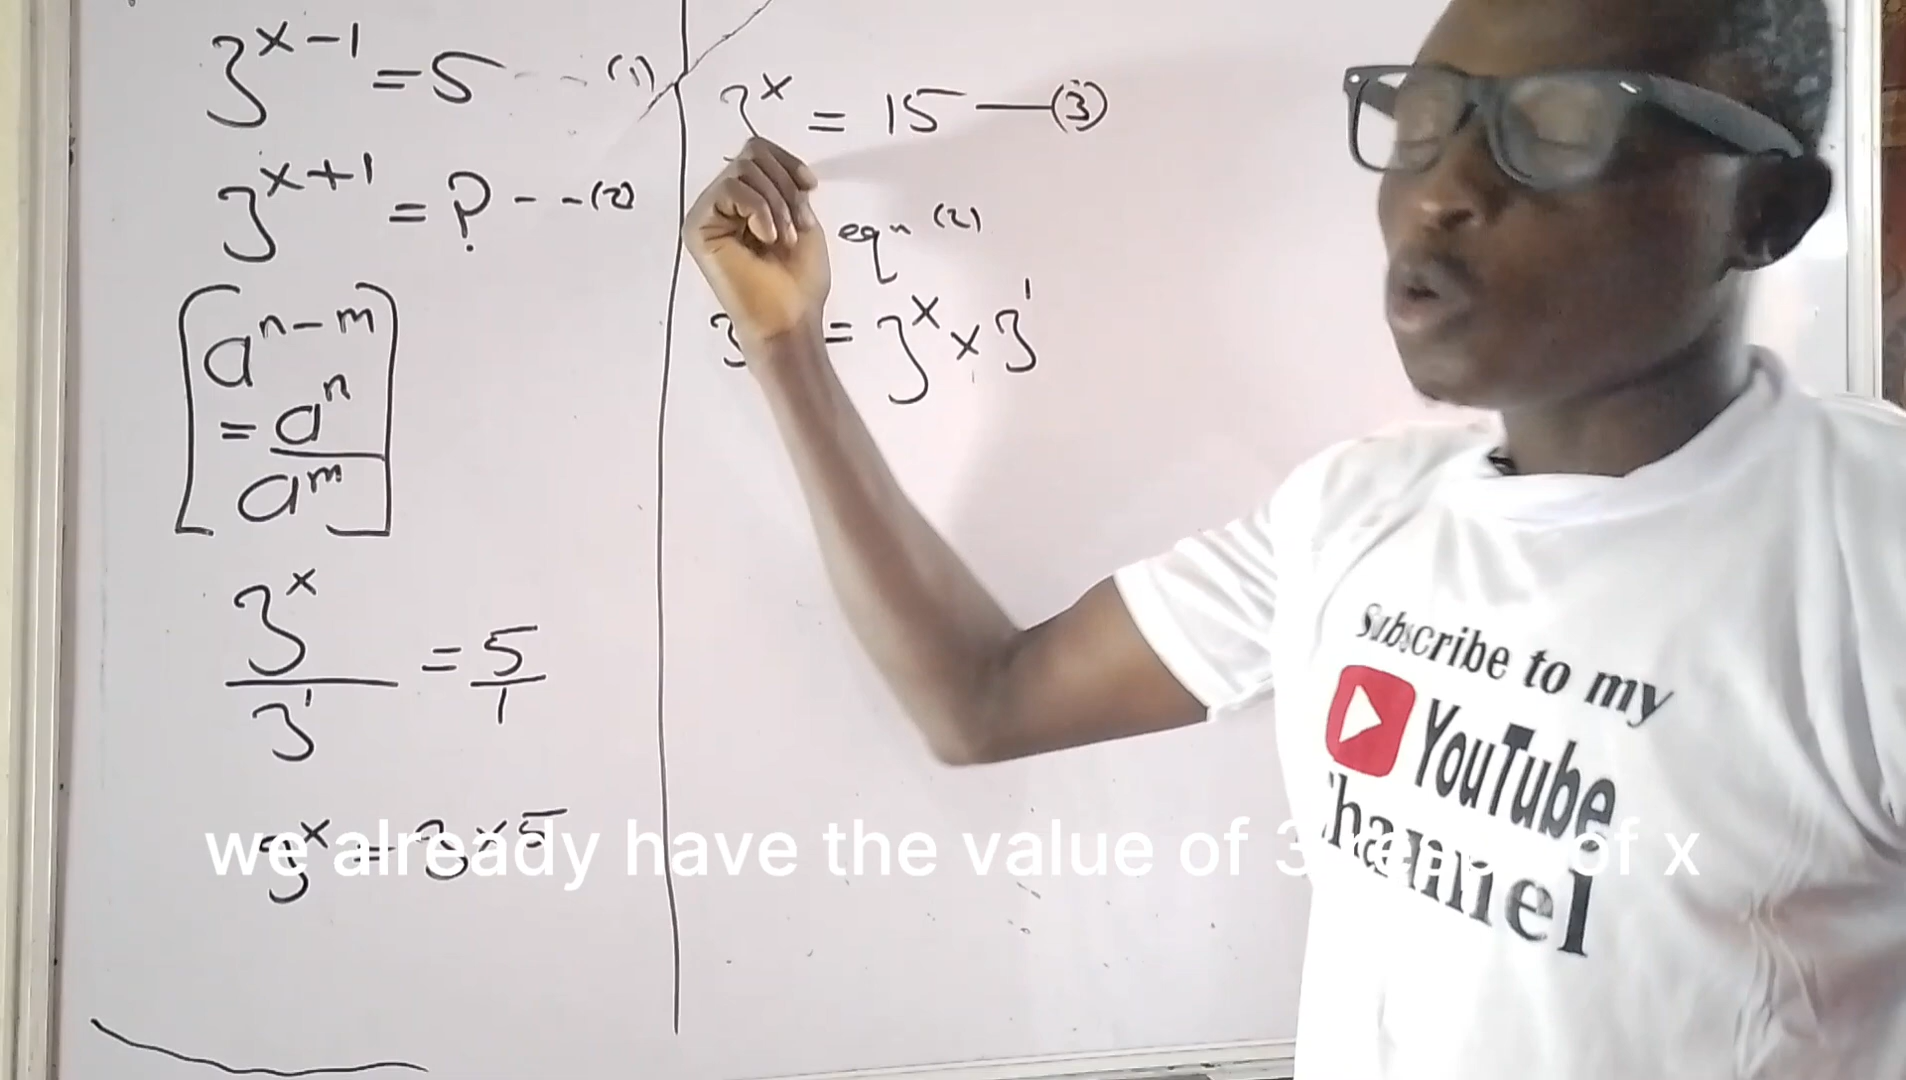 3^(x-1) = 5 -- (1)
3^(x+1) = ? -- (2)
[a^(n-m)
= a^n
a^m]
3^x
3^1 = 5/1
3^x = 3 × 5
3^x = 15 — (3)
eqn (2)
3 = 3^x × 3^1
Subscribe to my
YouTube
Channel
we already have the value of 3 of x